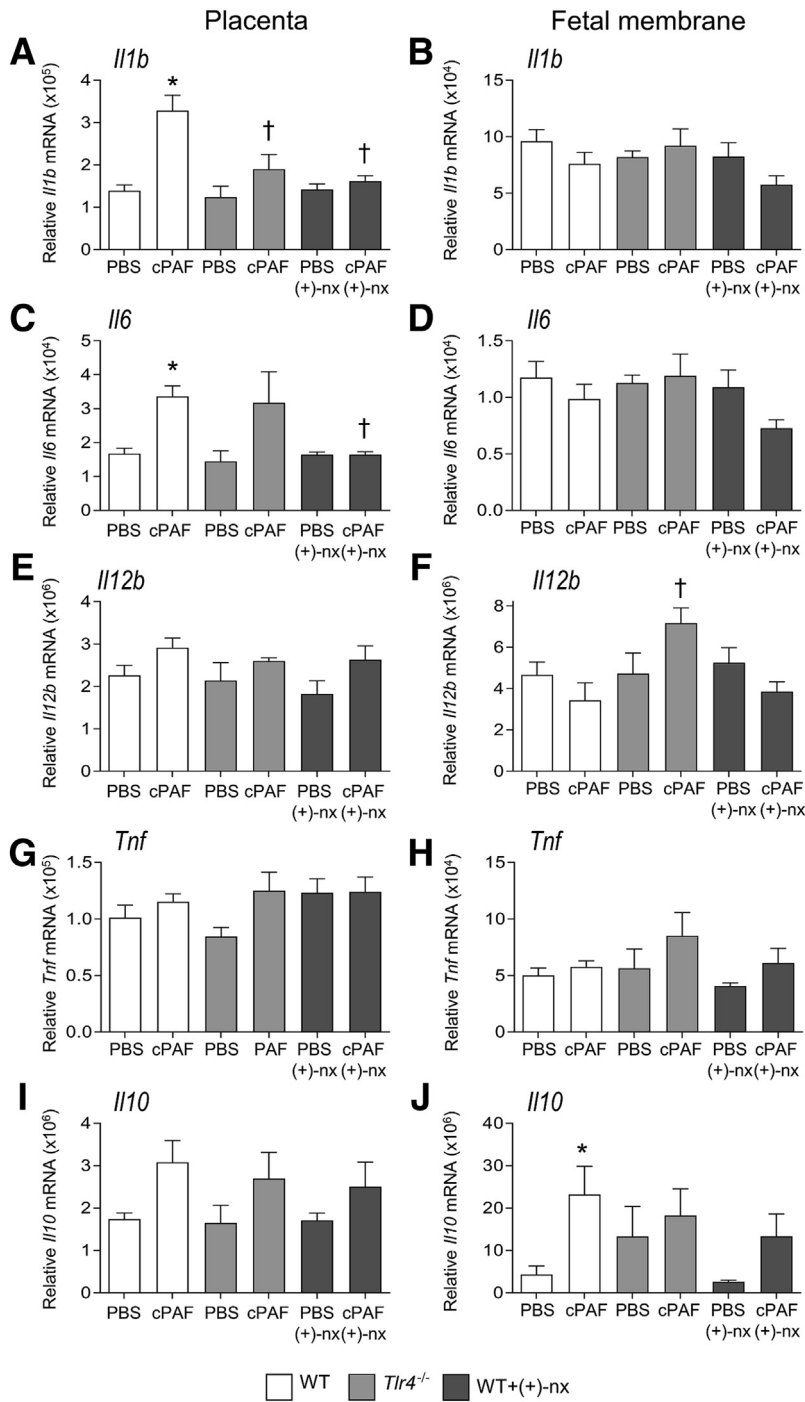 Placenta
Fetal membrane
A
Il1b
Relative Il1b mRNA (x10⁵)
4
3
2
1
0
*
†
†
PBS cPAF PBS cPAF PBS cPAF
(+)-nx (+)-nx
B
Il1b
Relative Il1b mRNA (x10⁴)
15
10
5
0
PBS cPAF PBS cPAF PBS cPAF
(+)-nx (+)-nx
C
Il6
Relative Il6 mRNA (x10⁴)
5
4
3
2
1
0
*
†
PBS cPAF PBS cPAF PBS cPAF
(+)-nx (+)-nx
D
Il6
Relative Il6 mRNA (x10⁴)
1.5
1.0
0.5
0.0
PBS cPAF PBS cPAF PBS cPAF
(+)-nx (+)-nx
E
Il12b
Relative Il12b mRNA (x10⁶)
4
3
2
1
0
PBS cPAF PBS cPAF PBS cPAF
(+)-nx (+)-nx
F
Il12b
Relative Il12b mRNA (x10⁶)
8
6
4
2
0
†
PBS cPAF PBS cPAF PBS cPAF
(+)-nx (+)-nx
G
Tnf
Relative Tnf mRNA (x10⁵)
1.5
1.0
0.5
0.0
PBS cPAF PBS PAF PBS cPAF
(+)-nx (+)-nx
H
Tnf
Relative Tnf mRNA (x10⁴)
15
10
5
0
PBS cPAF PBS cPAF PBS cPAF
(+)-nx (+)-nx
I
Il10
Relative Il10 mRNA (x10⁶)
4
3
2
1
0
PBS cPAF PBS cPAF PBS cPAF
(+)-nx (+)-nx
J
Il10
Relative Il10 mRNA (x10⁶)
40
30
20
10
0
*
PBS cPAF PBS cPAF PBS cPAF
(+)-nx (+)-nx
WT Tlr4⁻/⁻ WT+(+)-nx